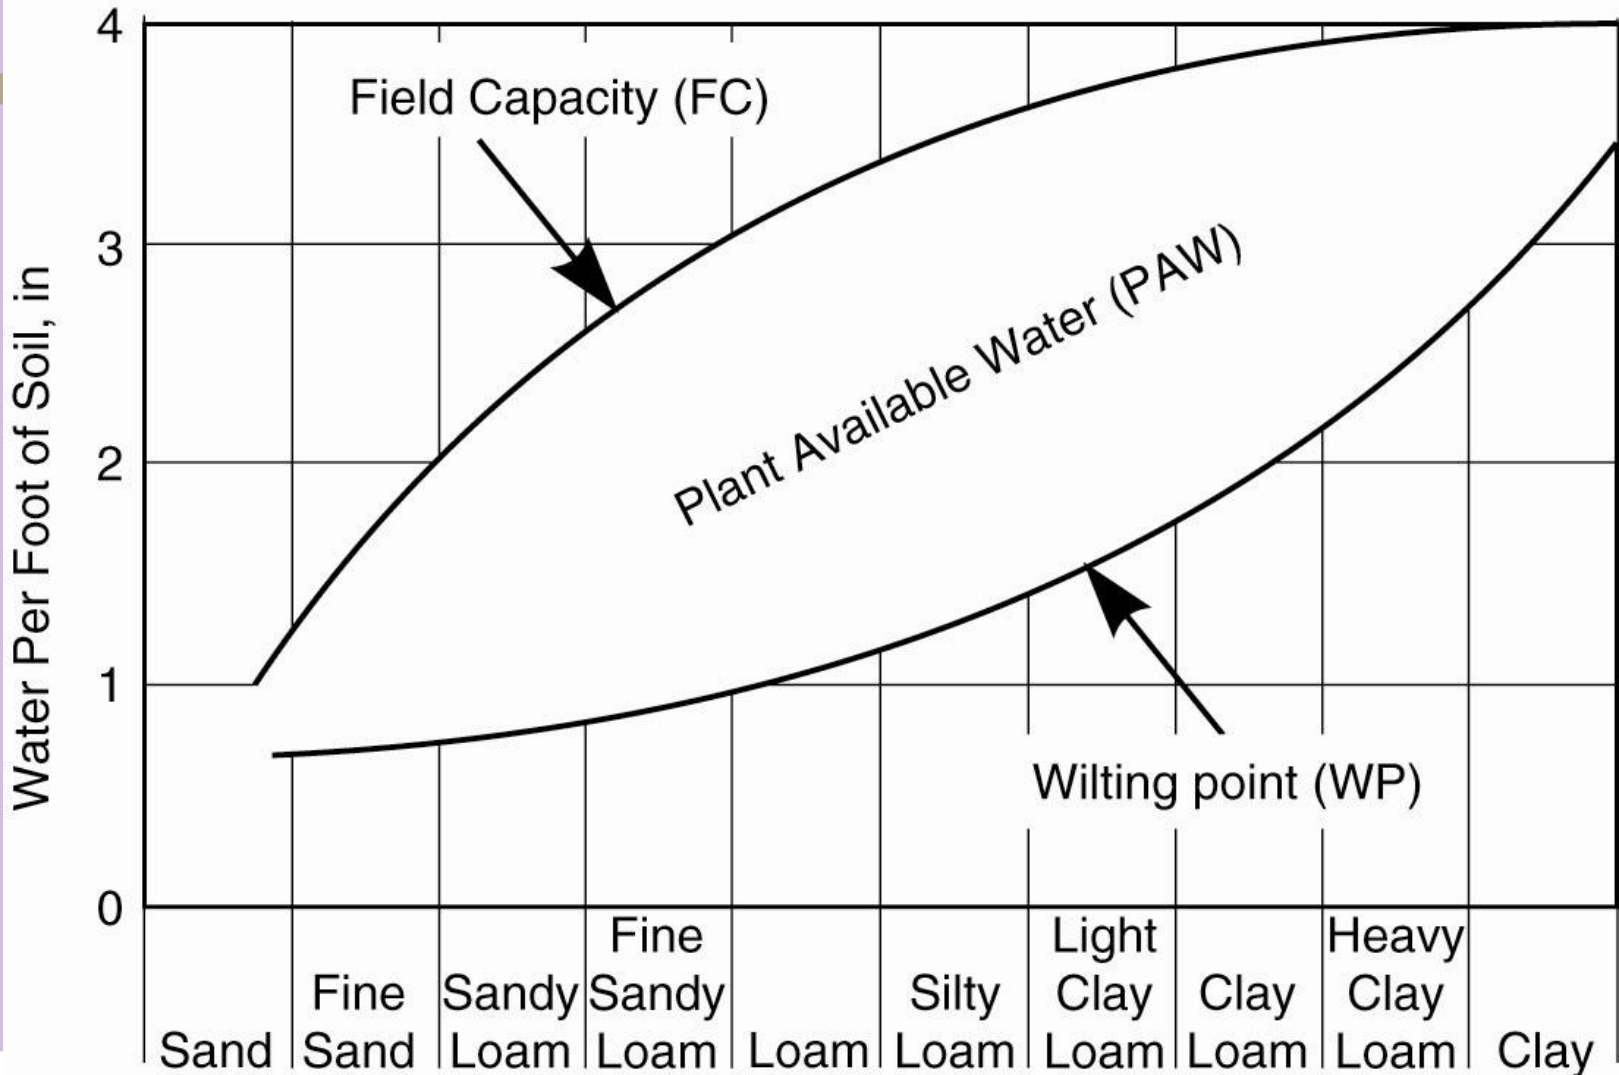 Water Per Foot of Soil, in
4
3
2
1
0
Field Capacity (FC)
Plant Available Water (PAW)
Wilting point (WP)
Sand
Fine
Sand
Sandy
Loam
Fine
Sandy
Loam
Loam
Silty
Loam
Light
Clay
Loam
Clay
Loam
Heavy
Clay
Loam
Clay